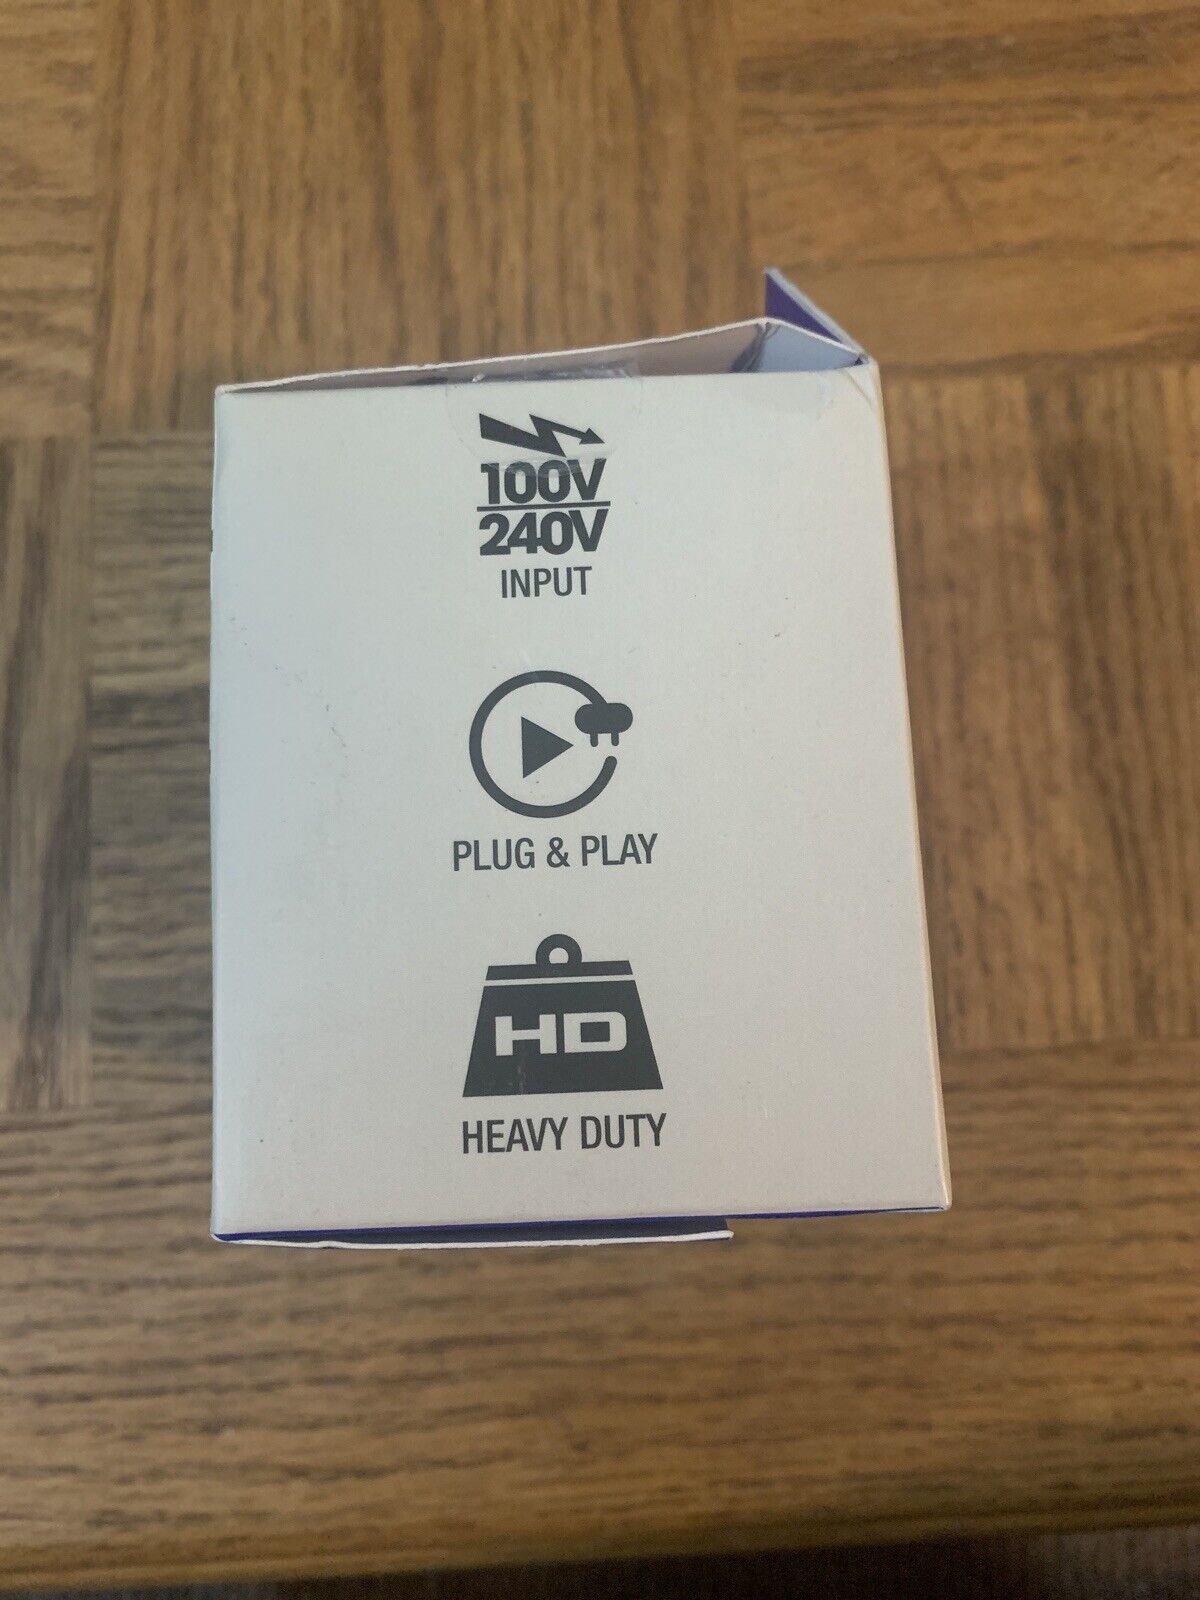 100V
240V
INPUT
PLUG & PLAY
HD
HEAVY DUTY